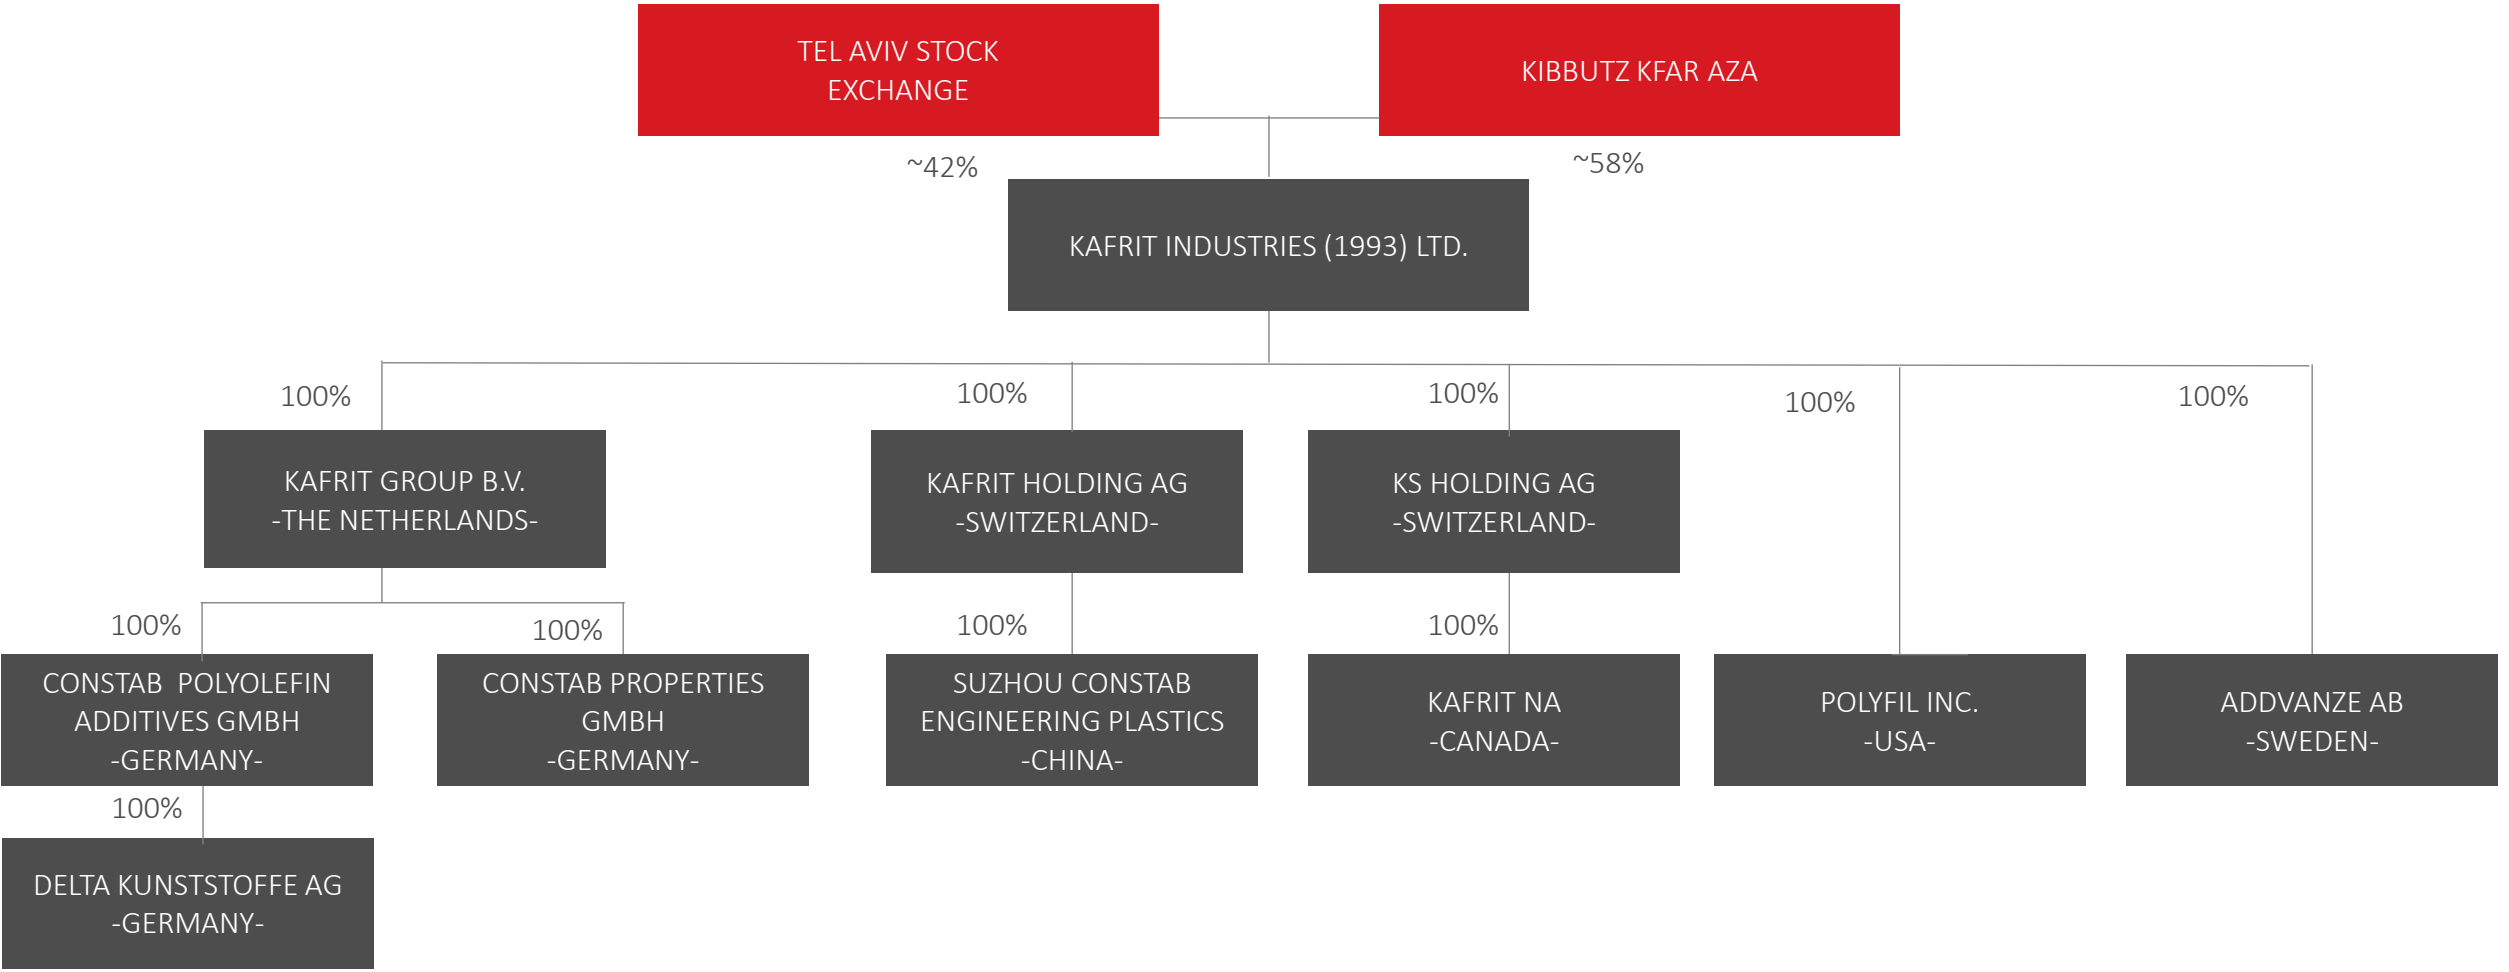 TEL AVIV STOCK
EXCHANGE
KIBBUTZ KFAR AZA
~42%
~58%
KAFRIT INDUSTRIES (1993) LTD.
100%
100%
100%
100%
100%
KAFRIT GROUP B.V.
-THE NETHERLANDS-
KAFRIT HOLDING AG
-SWITZERLAND-
KS HOLDING AG
-SWITZERLAND-
100%
100%
100%
100%
CONSTAB  POLYOLEFIN
ADDITIVES GMBH
-GERMANY-
CONSTAB PROPERTIES
GMBH
-GERMANY-
SUZHOU CONSTAB
ENGINEERING PLASTICS
-CHINA-
KAFRIT NA
-CANADA-
POLYFIL INC.
-USA-
ADDVANZE AB
-SWEDEN-
100%
DELTA KUNSTSTOFFE AG
-GERMANY-